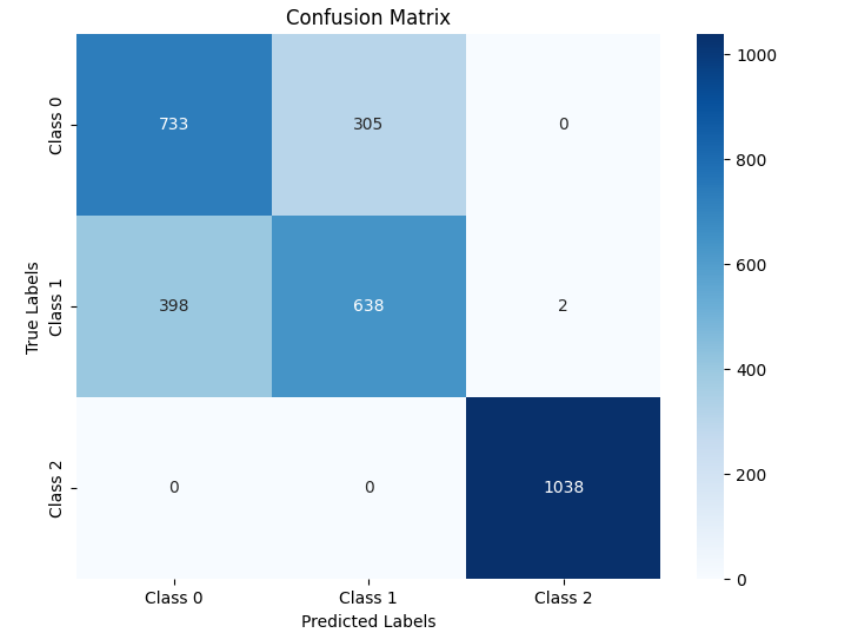 Confusion Matrix
True Labels
Class 0
733 305 0
Class 1
398 638 2
Class 2
0 0 1038
Class 0 Class 1 Class 2
Predicted Labels
1000
800
600
400
200
0